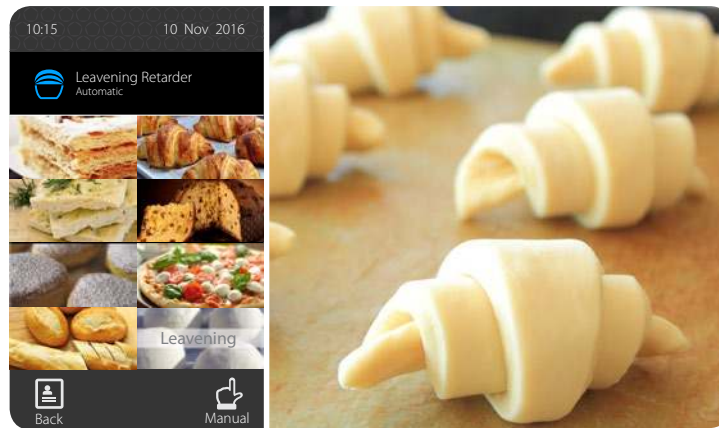 10:15 10 Nov 2016
Leavening Retarder
Automatic
Leavening
Back Manual